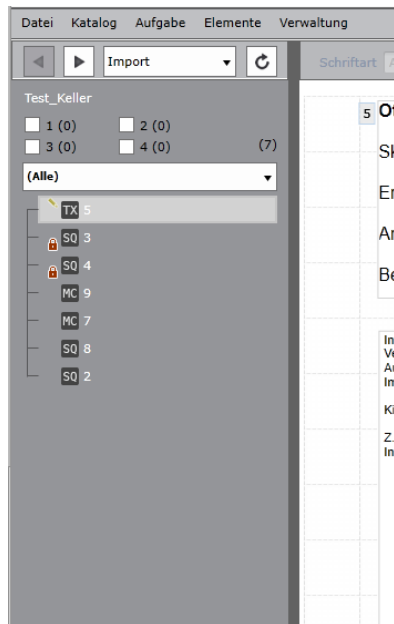 Datei Katalog Aufgabe Elemente Verwaltung
Import
Schriftart
Test_Keller
1 (0) 2 (0)
3 (0) 4 (0) (7)
(Alle)
TX 5
SQ 3
SQ 4
MC 9
MC 7
SQ 8
SQ 2
5
Z.